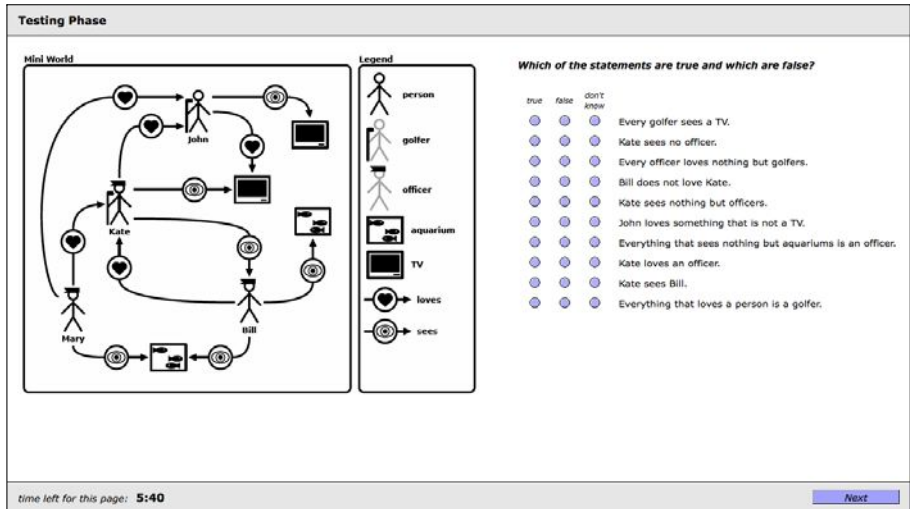 Testing Phase
Mini World
John
Kate
Mary
Bill
Legend
person
golfer
officer
aquarium
TV
loves
sees
Which of the statements are true and which are false?
true false don't know
Every golfer sees a TV.
Kate sees no officer.
Every officer loves nothing but golfers.
Bill does not love Kate.
Kate sees nothing but officers.
John loves something that is not a TV.
Everything that sees nothing but aquariums is an officer.
Kate loves an officer.
Kate sees Bill.
Everything that loves a person is a golfer.
time left for this page: 5:40
Next